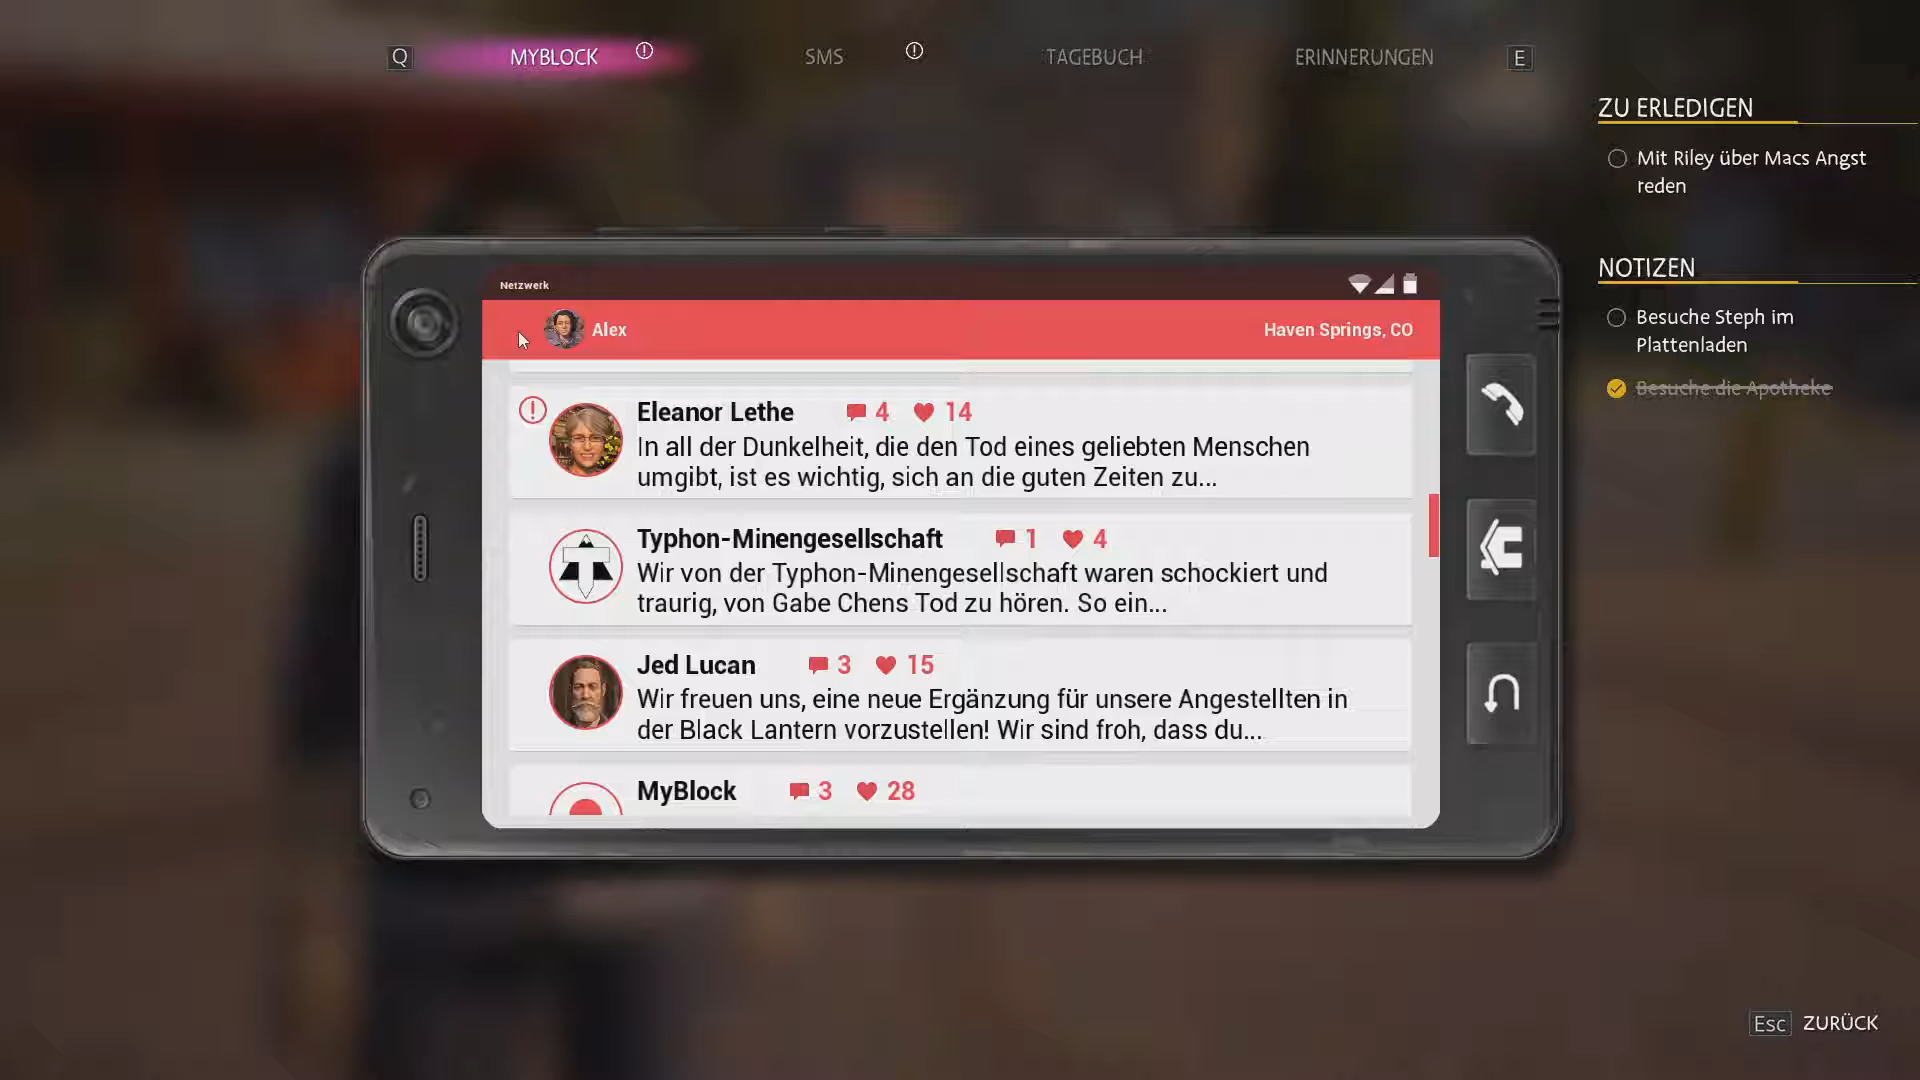 Q
MYBLOCK
SMS
TAGEBUCH
ERINNERUNGEN
E
ZU ERLEDIGEN
Mit Riley über Macs Angst
reden
NOTIZEN
Besuche Steph im
Plattenladen
Besuche die Apotheke
Netzwerk
Alex
Haven Springs, CO
Eleanor Lethe 4 14
In all der Dunkelheit, die den Tod eines geliebten Menschen
umgibt, ist es wichtig, sich an die guten Zeiten zu...
Typhon-Minengesellschaft 1 4
Wir von der Typhon-Minengesellschaft waren schockiert und
traurig, von Gabe Chens Tod zu hören. So ein...
Jed Lucan 3 15
Wir freuen uns, eine neue Ergänzung für unsere Angestellten in
der Black Lantern vorzustellen! Wir sind froh, dass du...
MyBlock 3 28
Esc ZURÜCK